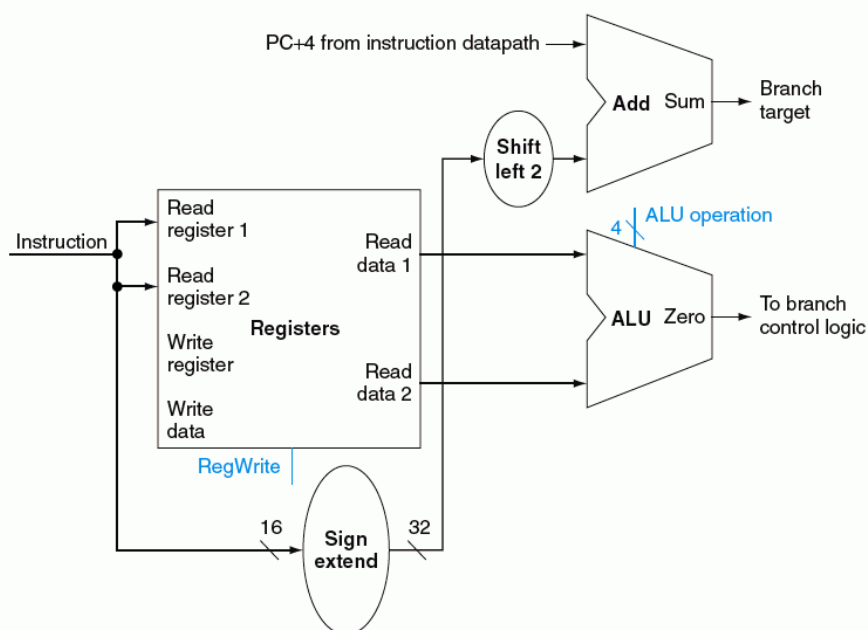 PC+4 from instruction datapath
Add Sum
Branch
target
Shift
left 2
Instruction
Read
register 1
Read
data 1
4
ALU operation
Read
register 2
Registers
ALU Zero
To branch
control logic
Write
register
Read
data 2
Write
data
RegWrite
16
Sign
extend
32